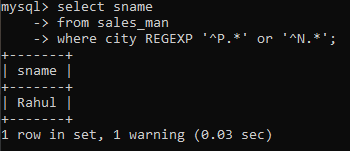 mysql> select sname
    -> from sales_man
    -> where city REGEXP '^P.*' or '^N.*';
+-------+
| sname |
+-------+
| Rahul |
+-------+
1 row in set, 1 warning (0.03 sec)